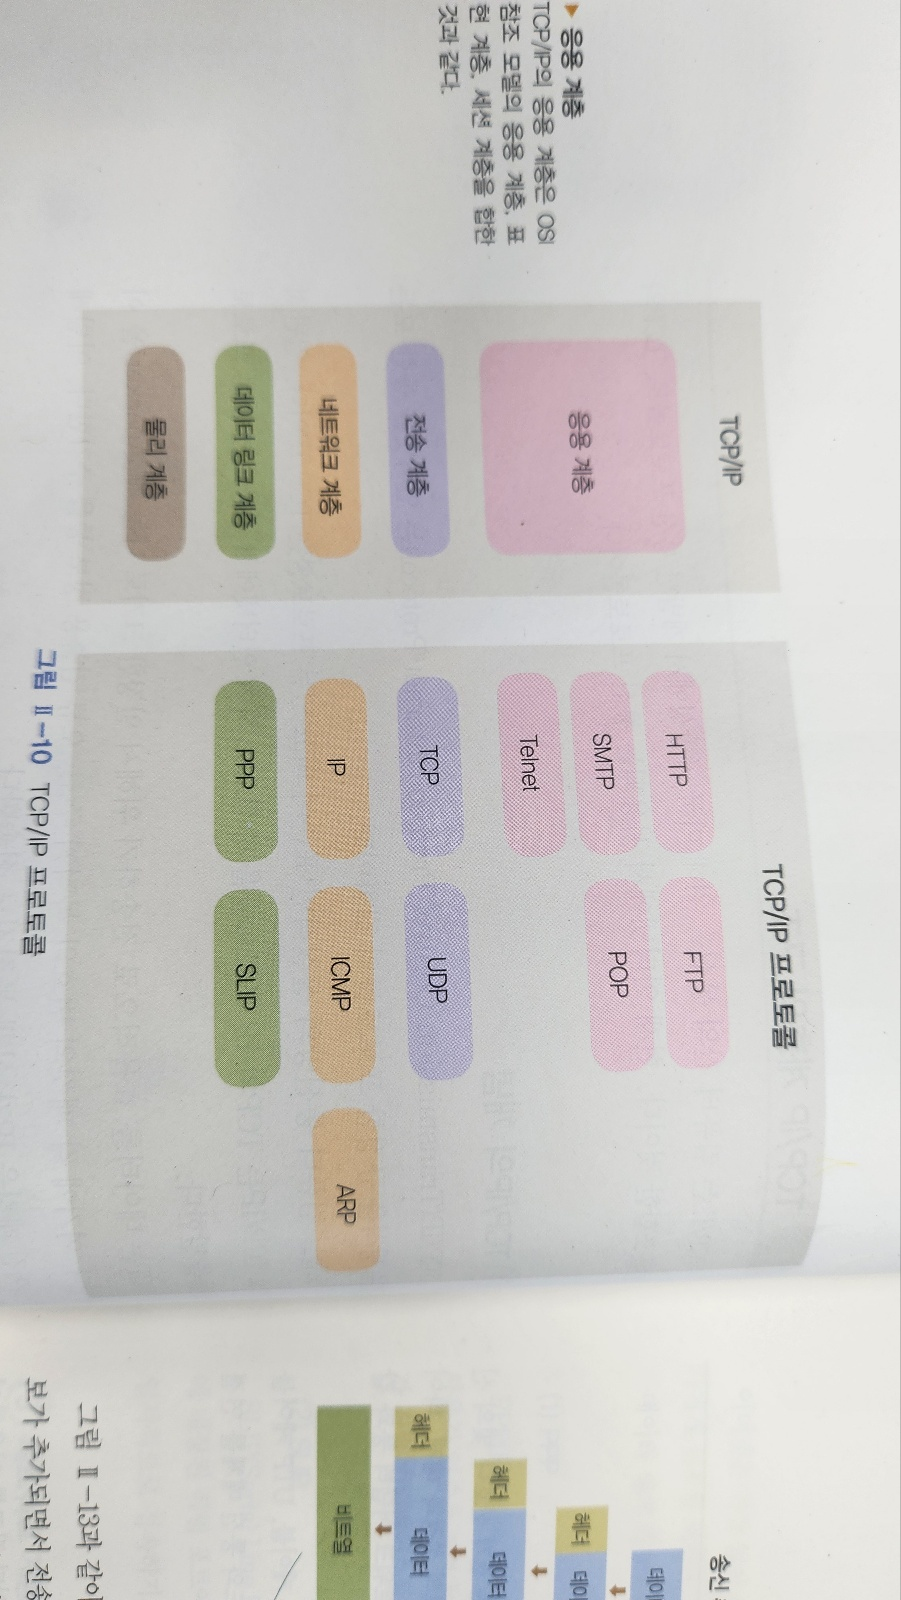 ▶ 응용 계층
TCP/IP의 응용 계층은 OSI
참조 모델의 응용 계층, 표
현 계층, 세션 계층을 합한
것과 같다.
TCP/IP
응용 계층
전송 계층
네트워크 계층
데이터 링크 계층
물리 계층
TCP/IP 프로토콜
HTTP FTP
SMTP POP
Telnet
TCP UDP
IP ICMP ARP
PPP SLIP
그림 Ⅱ-10 TCP/IP 프로토콜
송신
헤더
헤더 데이터
헤더 데이터
비트열
그림 Ⅱ-13과 같이
보가 추가되면서 전송